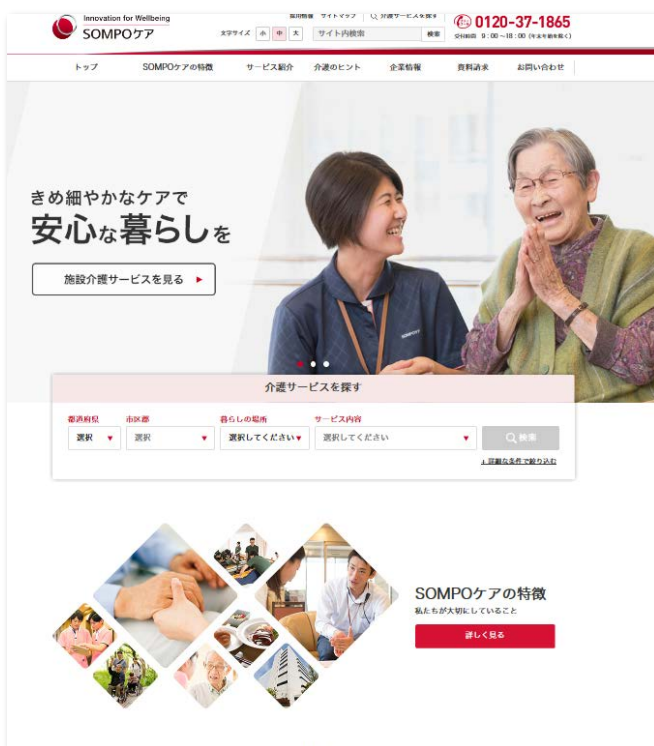 Innovation for Wellbeing
SOMPOケア
採用情報 サイトマップ 介護サービスを探す
文字サイズ 小 中 大 サイト内検索 検索
0120-37-1865
受付時間 9:00~18:00 (年末年始除く)
トップ SOMPOケアの特徴 サービス紹介 介護のヒント 企業情報 資料請求 お問い合わせ
きめ細やかなケアで
安心な暮らしを
施設介護サービスを見る
介護サービスを探す
都道府県 市区郡 暮らしの場所 サービス内容
選択 選択 選択してください 選択してください 検索
+ 詳細な条件で絞り込む
SOMPOケアの特徴
私たちが大切にしていること
詳しく見る